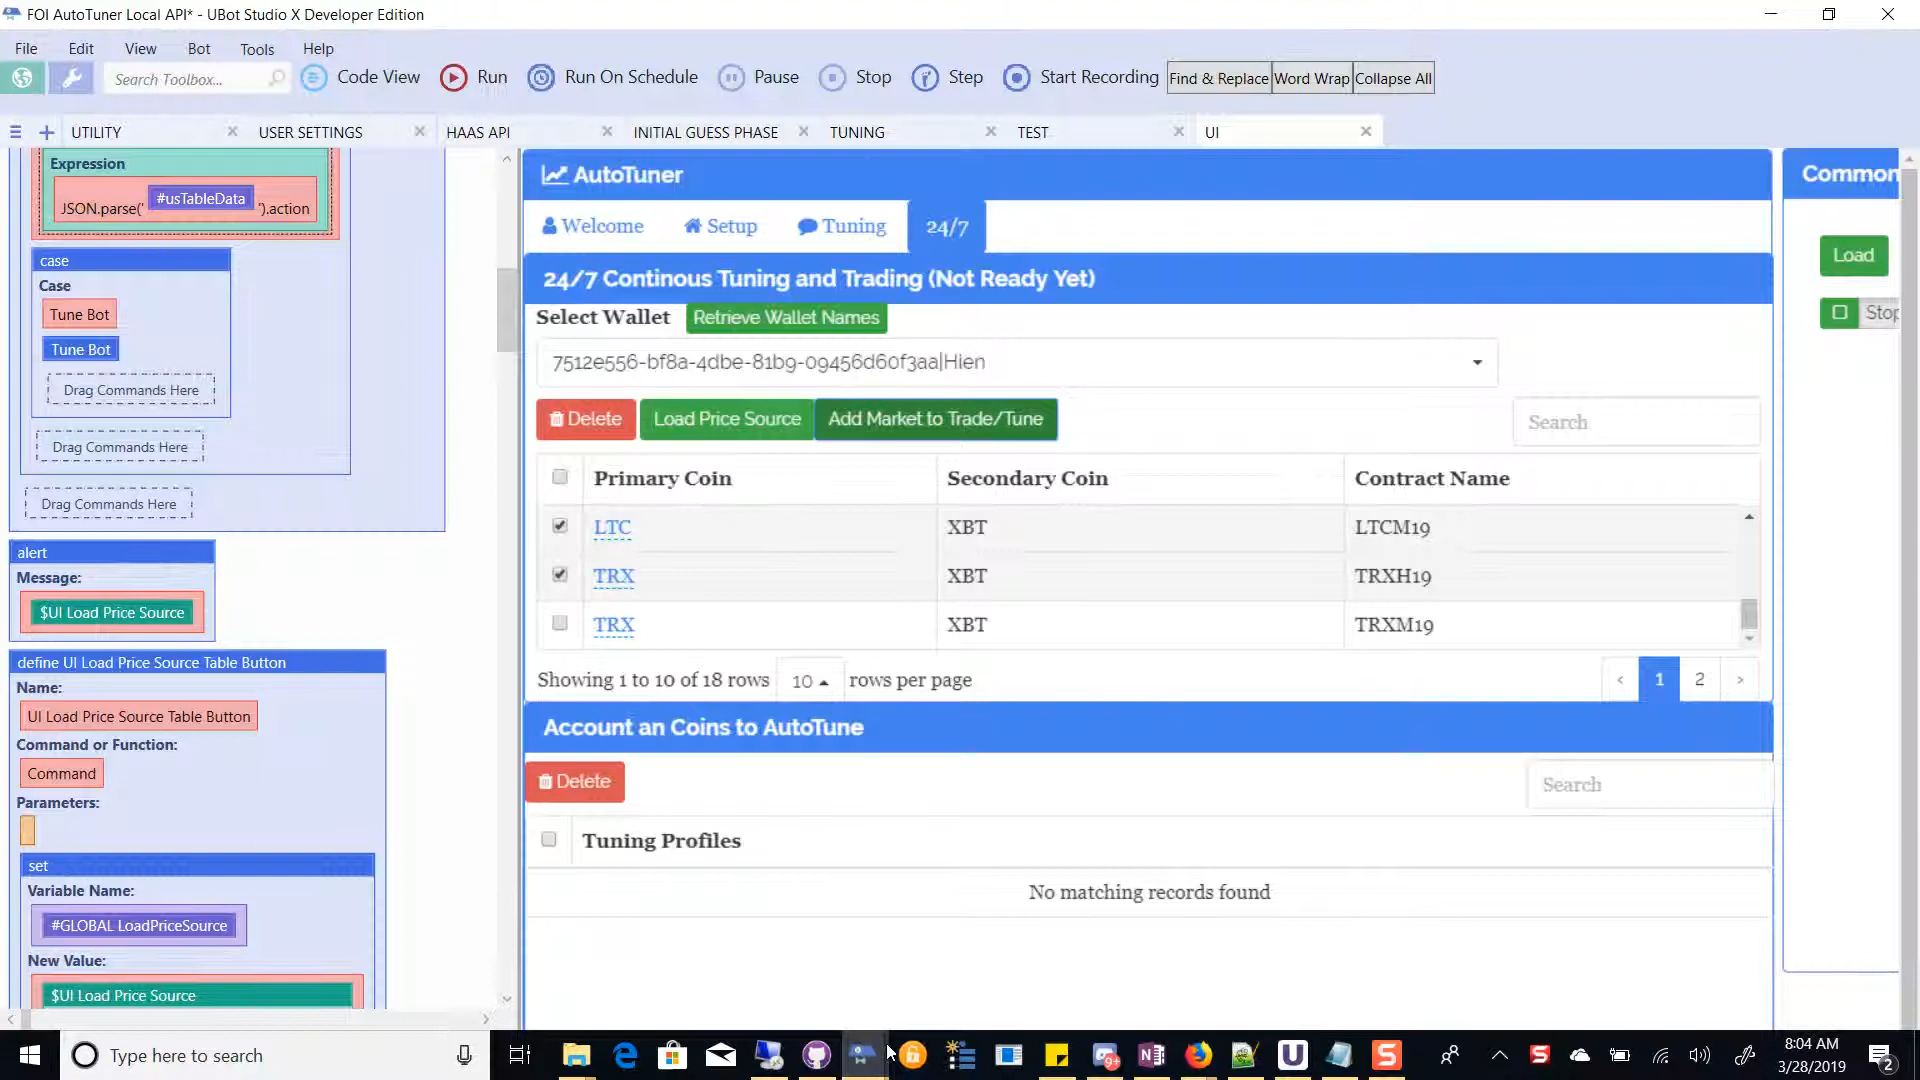 FOI AutoTuner Local API* - UBot Studio X Developer Edition
File Edit View Bot Tools Help
Search Toolbox... Code View Run Run On Schedule Pause Stop Step Start Recording Find & Replace Word Wrap Collapse All
UTILITY USER SETTINGS HAAS API INITIAL GUESS PHASE TUNING TEST UI
Expression
JSON.parse(' #usTableData ').action
case
Case
Tune Bot
Tune Bot
Drag Commands Here
Drag Commands Here
Drag Commands Here
alert
Message:
$UI Load Price Source
define UI Load Price Source Table Button
Name:
UI Load Price Source Table Button
Command or Function:
Command
Parameters:
set
Variable Name:
#GLOBAL LoadPriceSource
New Value:
$UI Load Price Source
AutoTuner
Welcome Setup Tuning 24/7
24/7 Continous Tuning and Trading (Not Ready Yet)
Select Wallet Retrieve Wallet Names
7512e556-bf8a-4dbe-81b9-09456d60f3aa|Hien
Delete Load Price Source Add Market to Trade/Tune Search
Primary Coin Secondary Coin Contract Name
LTC XBT LTCM19
TRX XBT TRXH19
TRX XBT TRXM19
Showing 1 to 10 of 18 rows 10 rows per page ‹ 1 2 ›
Account an Coins to AutoTune
Delete Search
Tuning Profiles
No matching records found
Common
Load
Stop
Type here to search
8:04 AM
3/28/2019
2